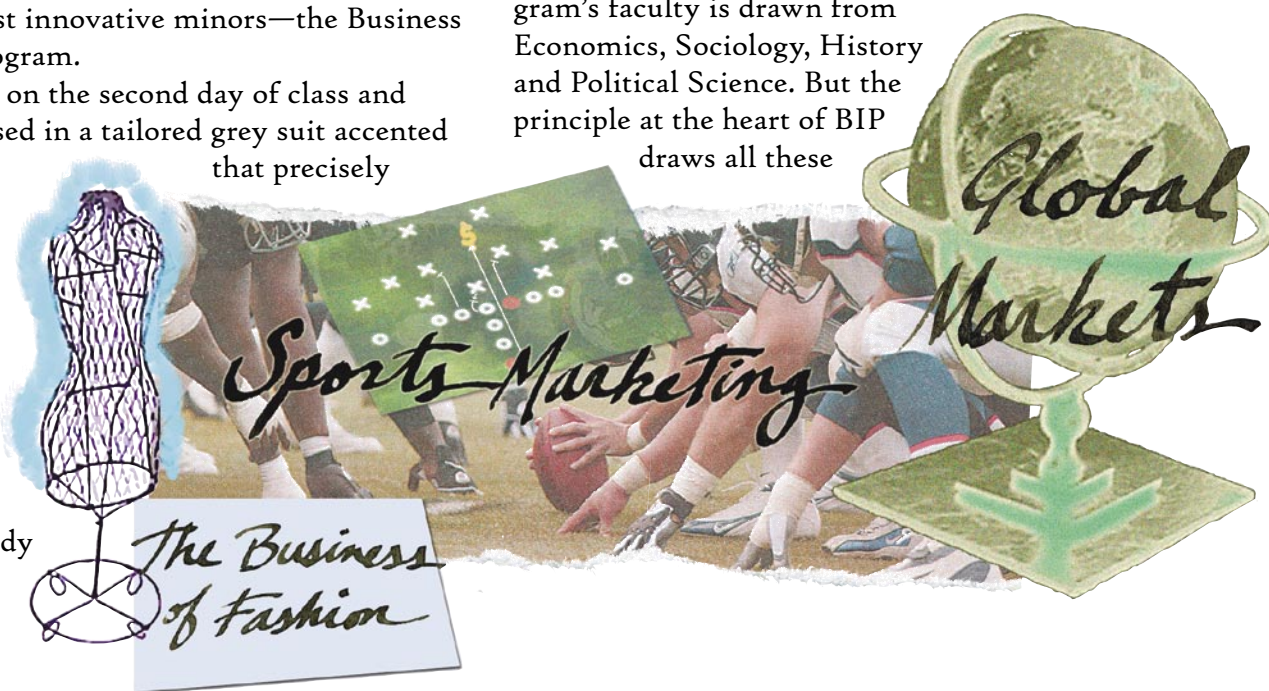 st innovative minors—the Business
ogram.
on the second day of class and
sed in a tailored grey suit accented
that precisely
dy
gram's faculty is drawn from
Economics, Sociology, History
and Political Science. But the
principle at the heart of BIP
draws all these
5
Sports Marketing
Global
Markets
The Business
of Fashion